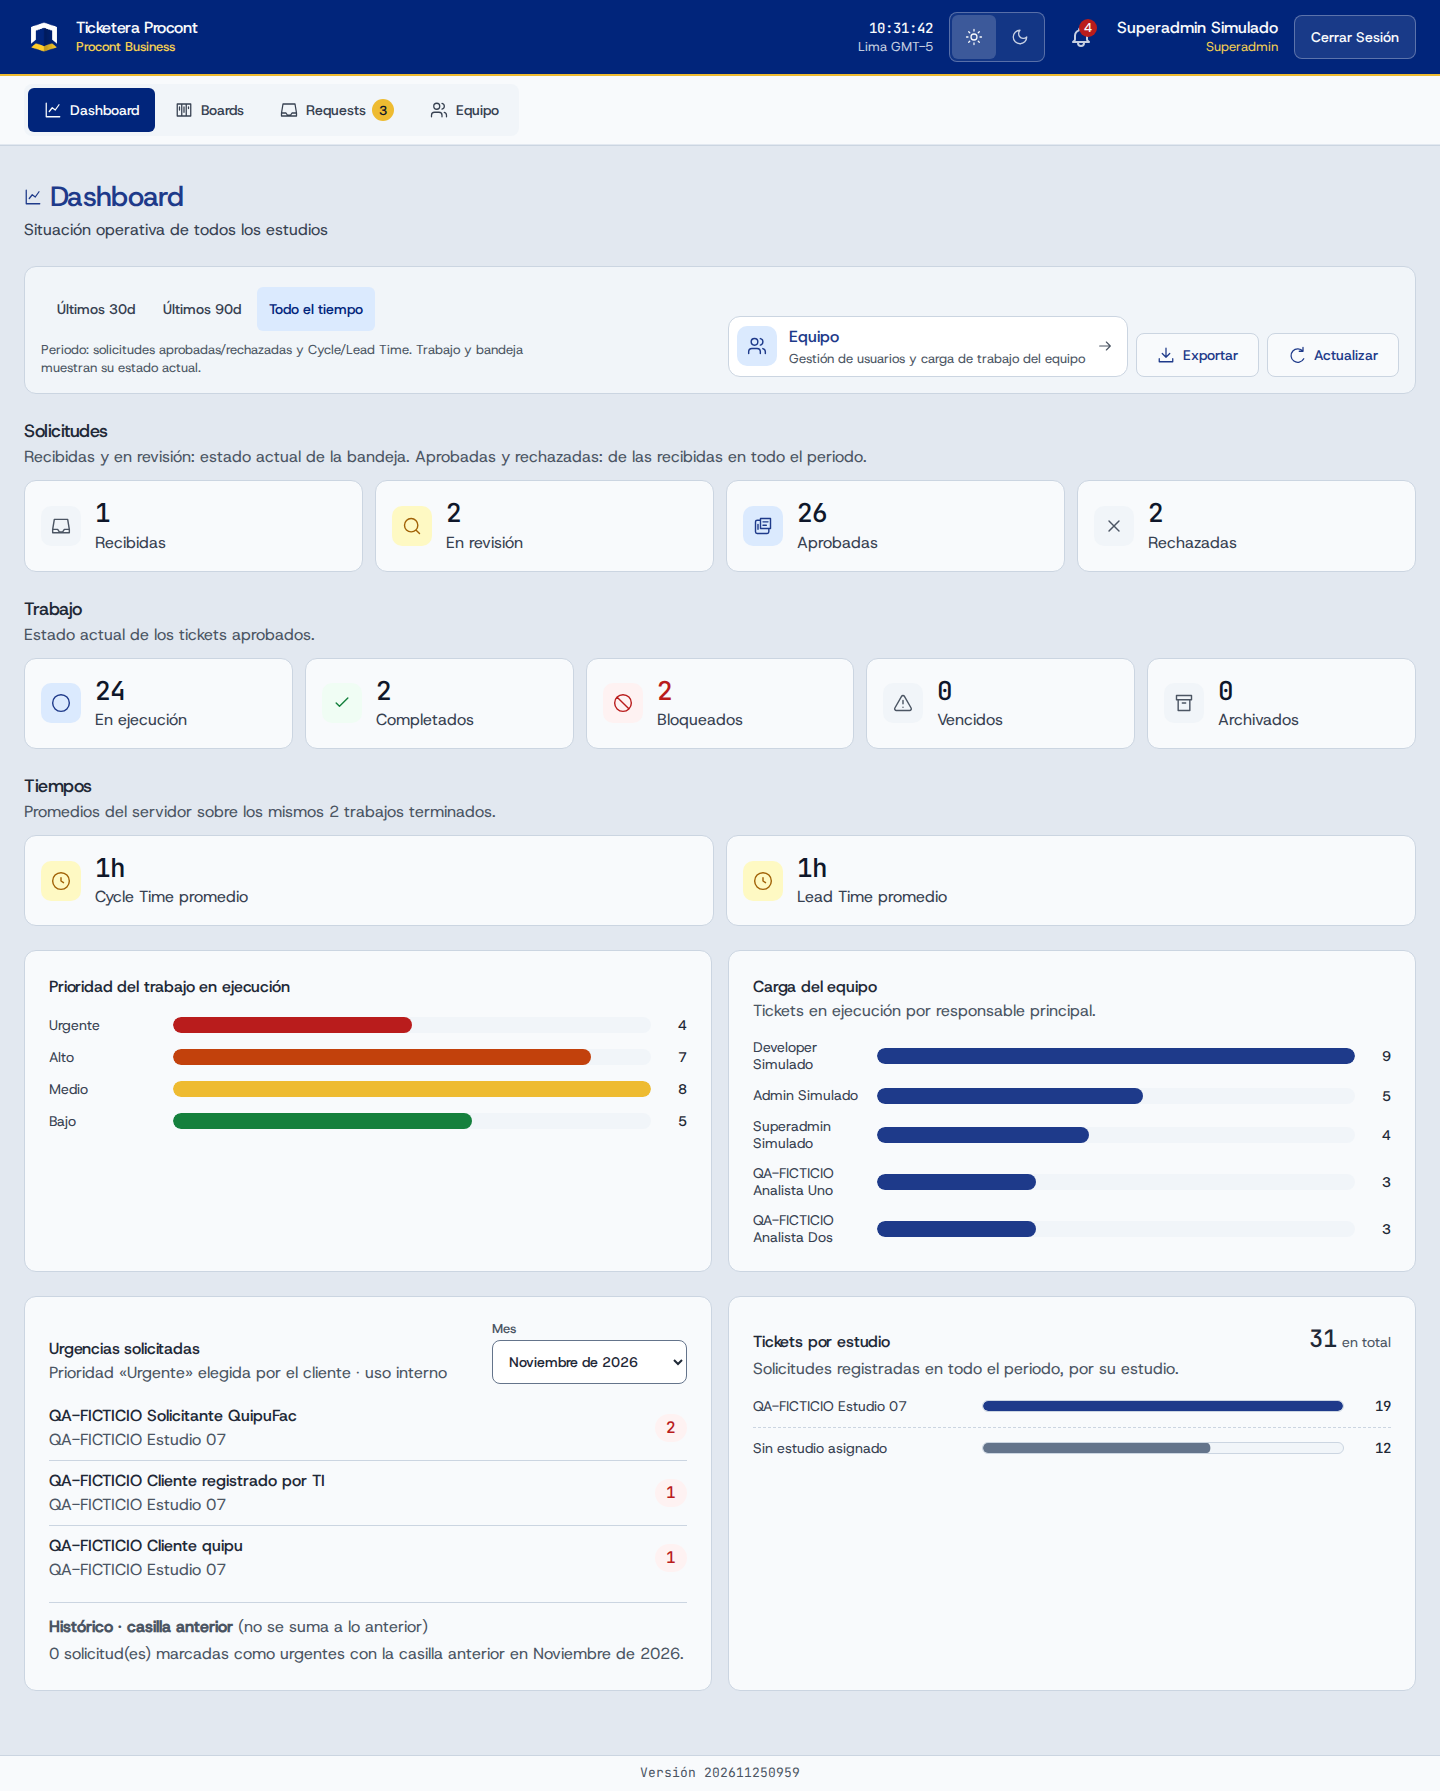 Ticketera Procont
Procont Business
10:31:42
Lima GMT-5
4
Superadmin Simulado
Superadmin
Cerrar Sesión
Dashboard
Boards
Requests 3
Equipo
Dashboard
Situación operativa de todos los estudios
Últimos 30d
Últimos 90d
Todo el tiempo
Periodo: solicitudes aprobadas/rechazadas y Cycle/Lead Time. Trabajo y bandeja
muestran su estado actual.
Equipo
Gestión de usuarios y carga de trabajo del equipo
Exportar
Actualizar
Solicitudes
Recibidas y en revisión: estado actual de la bandeja. Aprobadas y rechazadas: de las recibidas en todo el periodo.
1
Recibidas
2
En revisión
26
Aprobadas
2
Rechazadas
Trabajo
Estado actual de los tickets aprobados.
24
En ejecución
2
Completados
2
Bloqueados
0
Vencidos
0
Archivados
Tiempos
Promedios del servidor sobre los mismos 2 trabajos terminados.
1h
Cycle Time promedio
1h
Lead Time promedio
Prioridad del trabajo en ejecución
Urgente 4
Alto 7
Medio 8
Bajo 5
Carga del equipo
Tickets en ejecución por responsable principal.
Developer
Simulado 9
Admin Simulado 5
Superadmin
Simulado 4
QA-FICTICIO
Analista Uno 3
QA-FICTICIO
Analista Dos 3
Urgencias solicitadas
Prioridad «Urgente» elegida por el cliente · uso interno
Mes
Noviembre de 2026
QA-FICTICIO Solicitante QuipuFac
QA-FICTICIO Estudio 07
2
QA-FICTICIO Cliente registrado por TI
QA-FICTICIO Estudio 07
1
QA-FICTICIO Cliente quipu
QA-FICTICIO Estudio 07
1
Histórico · casilla anterior (no se suma a lo anterior)
0 solicitud(es) marcadas como urgentes con la casilla anterior en Noviembre de 2026.
Tickets por estudio
31 en total
Solicitudes registradas en todo el periodo, por su estudio.
QA-FICTICIO Estudio 07 19
Sin estudio asignado 12
Versión 202611250959